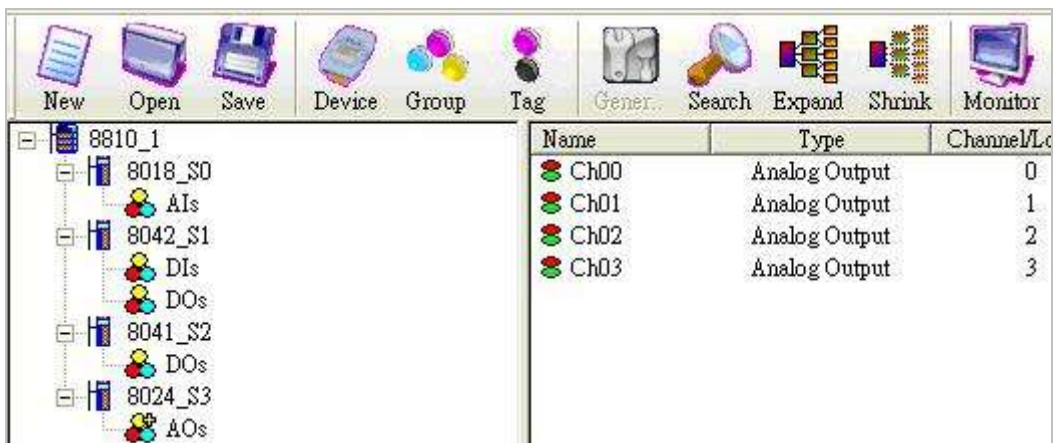 New Open Save Device Group Tag Gener.. Search Expand Shrink Monitor
8810_1
8018_S0
AIs
8042_S1
DIs
DOs
8041_S2
DOs
8024_S3
AOs
Name Type Channel/Lo
Ch00 Analog Output 0
Ch01 Analog Output 1
Ch02 Analog Output 2
Ch03 Analog Output 3